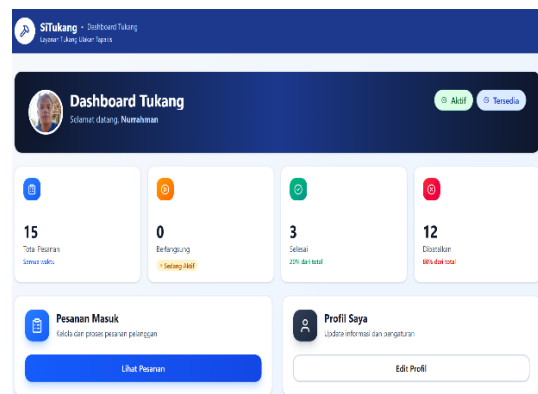 SiTukang • Dashboard Tukang
Layanan Tukang Ulakan Tapakis
Dashboard Tukang
Selamat datang, Nurrahman
Aktif
Tersedia
15
Total Pesanan
Semua waktu
0
Berlangsung
• Sedang Aktif
3
Selesai
20% dari total
12
Dibatalkan
80% dari total
Pesanan Masuk
Kelola dan proses pesanan pelanggan
Lihat Pesanan
Profil Saya
Update informasi dan pengaturan
Edit Profil